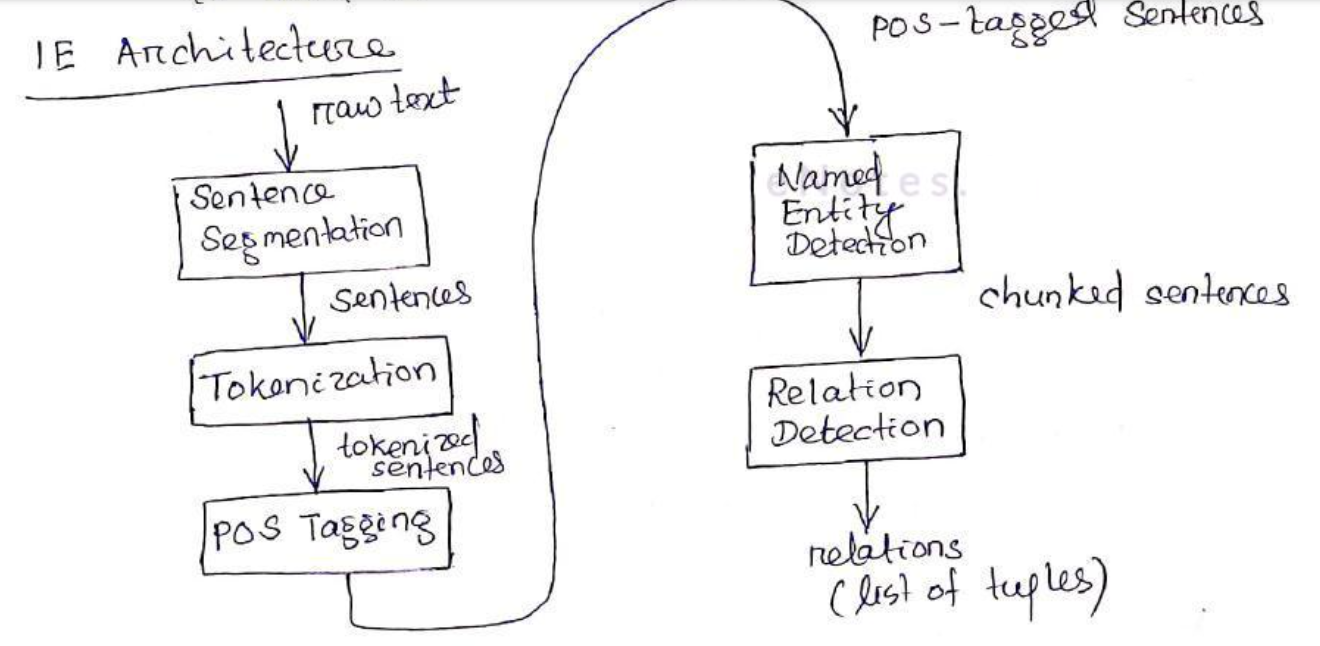 IE Architecture
raw text
Sentence
Segmentation
sentences
Tokenization
tokenized
sentences
POS Tagging
POS-tagged Sentences
Named
Entity
Detection
chunked sentences
Relation
Detection
relations
(list of tuples)